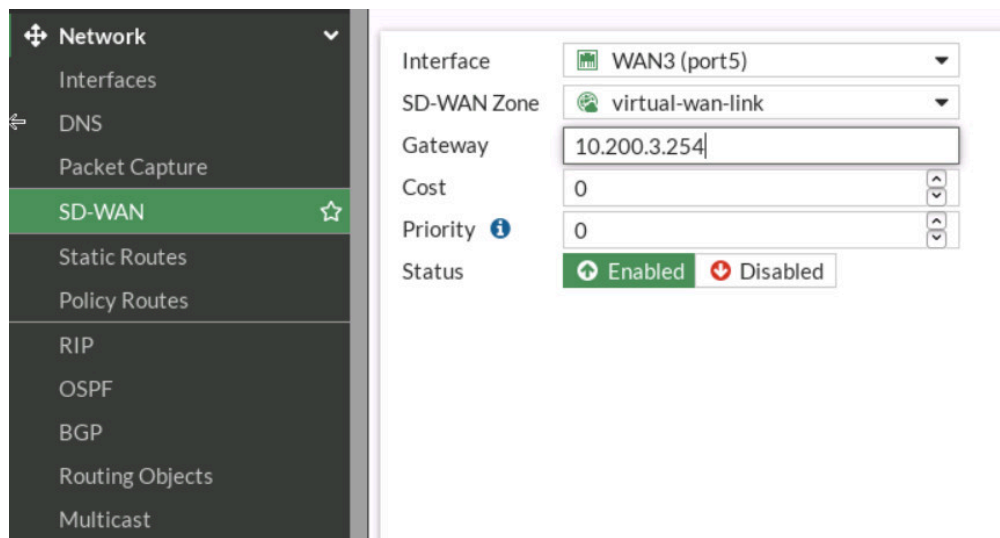 Network
Interfaces
DNS
Packet Capture
SD-WAN
Static Routes
Policy Routes
RIP
OSPF
BGP
Routing Objects
Multicast
Interface WAN3 (port5)
SD-WAN Zone virtual-wan-link
Gateway 10.200.3.254
Cost 0
Priority 0
Status Enabled Disabled